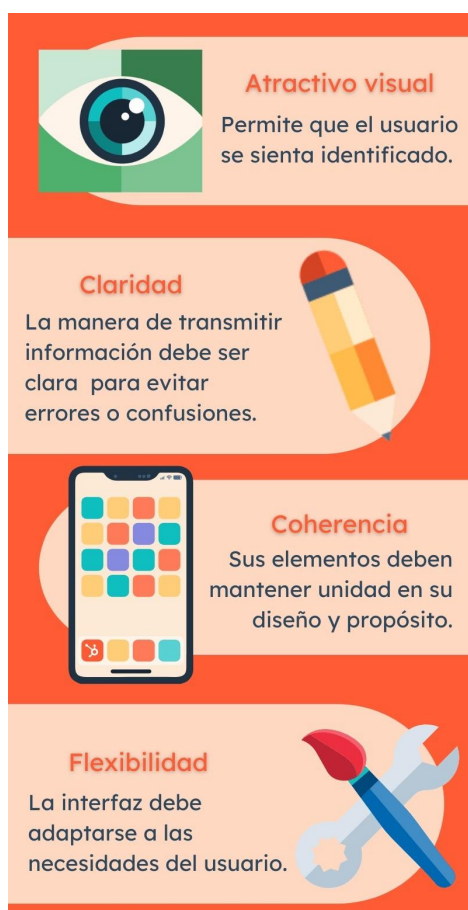 Atractivo visual
Permite que el usuario
se sienta identificado.
Claridad
La manera de transmitir
información debe ser
clara para evitar
errores o confusiones.
Coherencia
Sus elementos deben
mantener unidad en su
diseño y propósito.
Flexibilidad
La interfaz debe
adaptarse a las
necesidades del usuario.